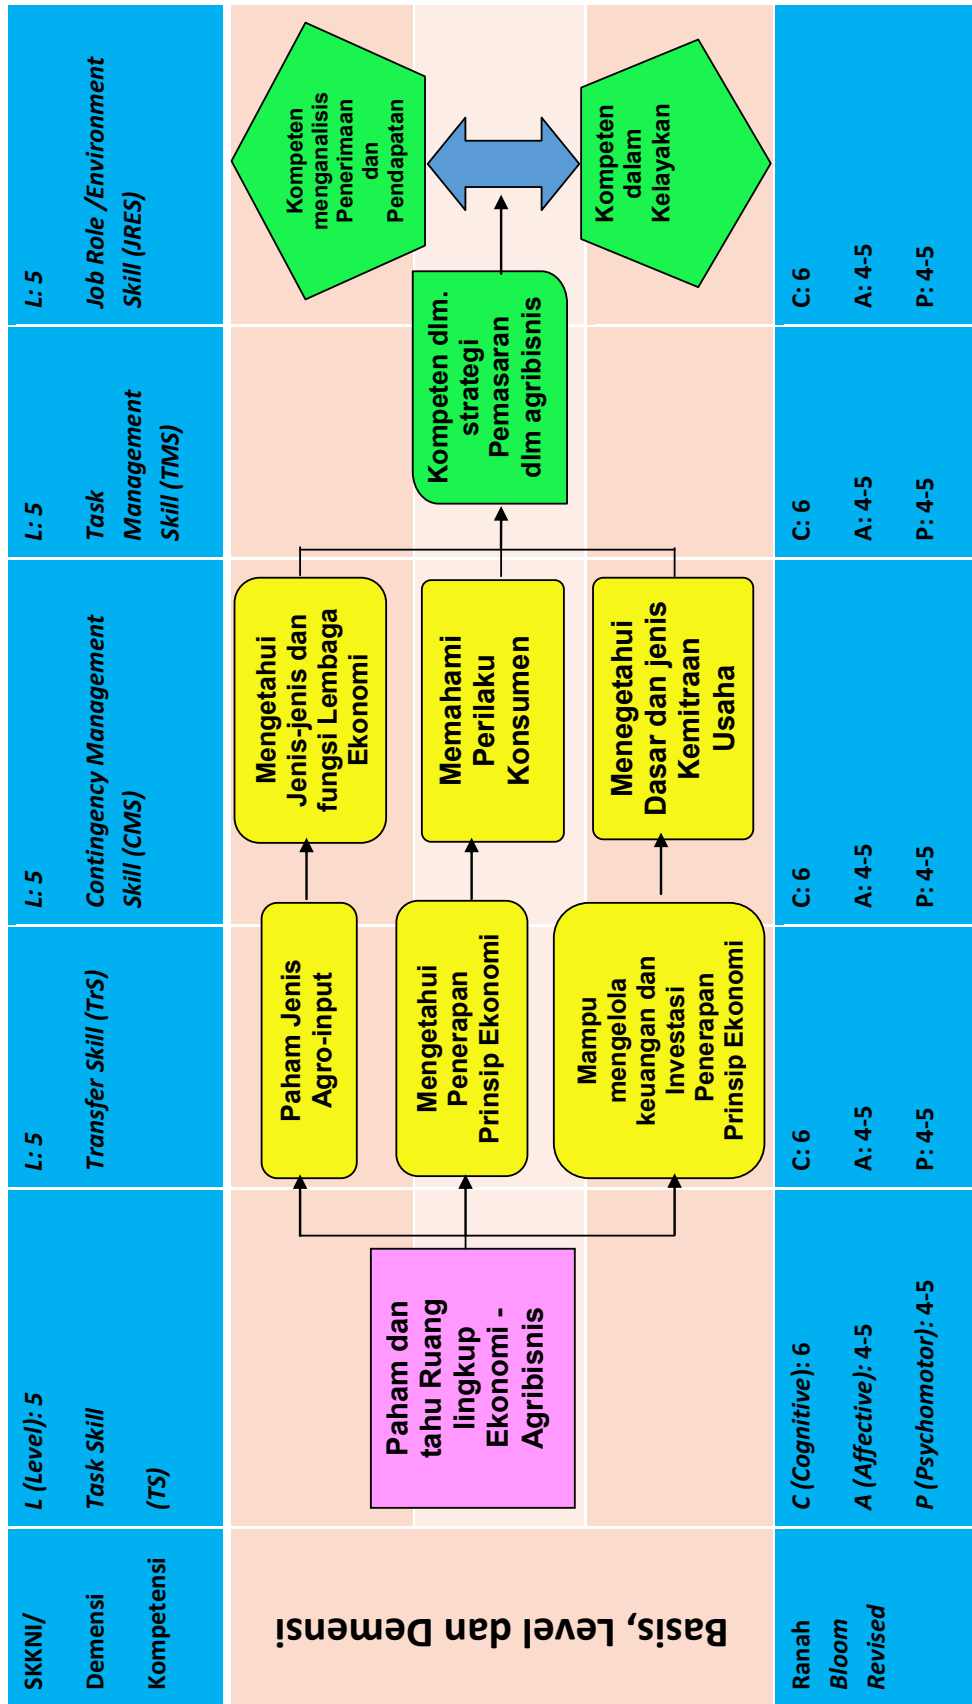 SKKNI/
Demensi
Kompetensi
L (Level): 5
Task Skill
(TS)
L: 5
Transfer Skill (TrS)
L: 5
Contingency Management
Skill (CMS)
L: 5
Task
Management
Skill (TMS)
L: 5
Job Role /Environment
Skill (JRES)
Basis, Level dan Demensi
Paham dan
tahu Ruang
lingkup
Ekonomi -
Agribisnis
Paham Jenis
Agro-input
Mengetahui
Penerapan
Prinsip Ekonomi
Mampu
mengelola
keuangan dan
Investasi
Penerapan
Prinsip Ekonomi
Mengetahui
Jenis-jenis dan
fungsi Lembaga
Ekonomi
Memahami
Perilaku
Konsumen
Menegetahui
Dasar dan jenis
Kemitraan
Usaha
Kompeten dlm.
strategi
Pemasaran
dlm agribisnis
Kompeten
menganalisis
Penerimaan
dan
Pendapatan
Kompeten
dalam
Kelayakan
Ranah
Bloom
Revised
C (Cognitive): 6
A (Affective): 4-5
P (Psychomotor): 4-5
C: 6
A: 4-5
P: 4-5
C: 6
A: 4-5
P: 4-5
C: 6
A: 4-5
P: 4-5
C: 6
A: 4-5
P: 4-5